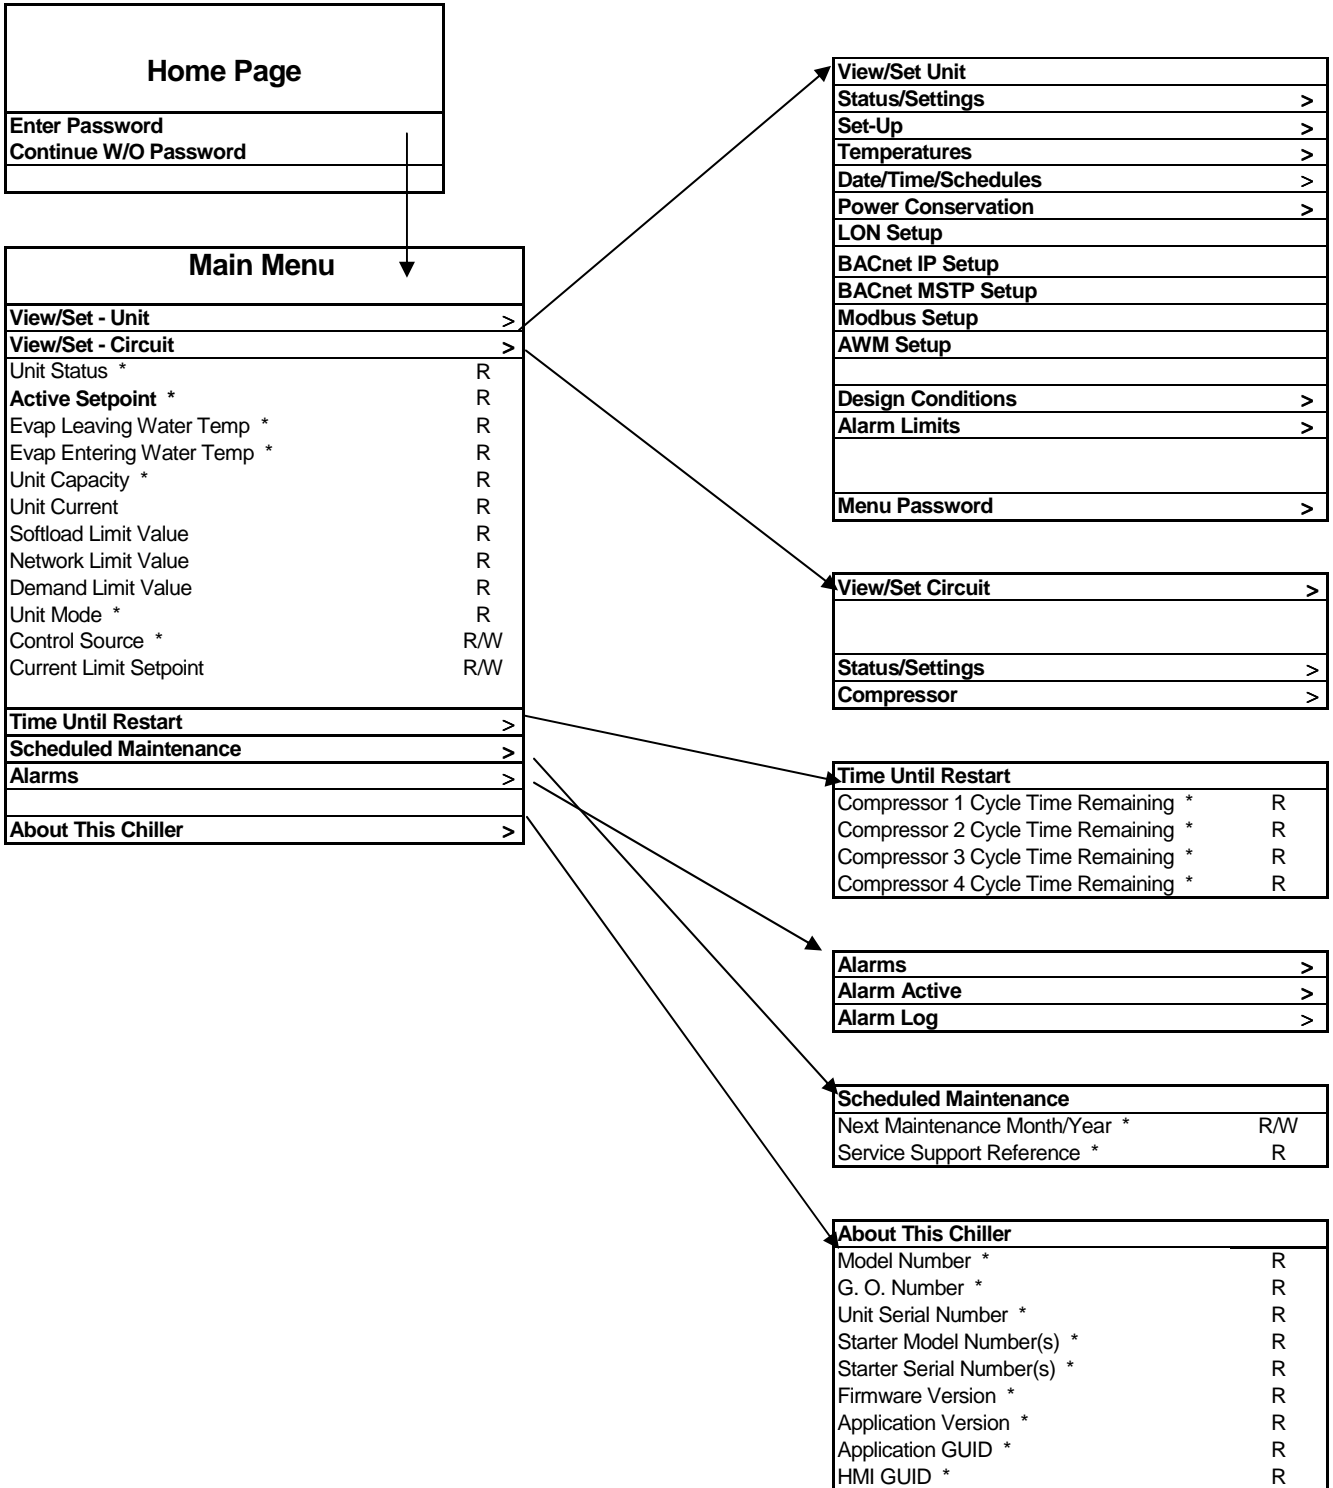 Home Page
Enter Password
Continue W/O Password
Main Menu
View/Set - Unit >
View/Set - Circuit >
Unit Status * R
Active Setpoint * R
Evap Leaving Water Temp * R
Evap Entering Water Temp * R
Unit Capacity * R
Unit Current R
Softload Limit Value R
Network Limit Value R
Demand Limit Value R
Unit Mode * R
Control Source * R/W
Current Limit Setpoint R/W
Time Until Restart >
Scheduled Maintenance >
Alarms >
About This Chiller >
View/Set Unit
Status/Settings >
Set-Up >
Temperatures >
Date/Time/Schedules >
Power Conservation >
LON Setup
BACnet IP Setup
BACnet MSTP Setup
Modbus Setup
AWM Setup
Design Conditions >
Alarm Limits >
Menu Password >
View/Set Circuit >
Status/Settings >
Compressor >
Time Until Restart
Compressor 1 Cycle Time Remaining * R
Compressor 2 Cycle Time Remaining * R
Compressor 3 Cycle Time Remaining * R
Compressor 4 Cycle Time Remaining * R
Alarms >
Alarm Active >
Alarm Log >
Scheduled Maintenance
Next Maintenance Month/Year * R/W
Service Support Reference * R
About This Chiller
Model Number * R
G. O. Number * R
Unit Serial Number * R
Starter Model Number(s) * R
Starter Serial Number(s) * R
Firmware Version * R
Application Version * R
Application GUID * R
HMI GUID * R